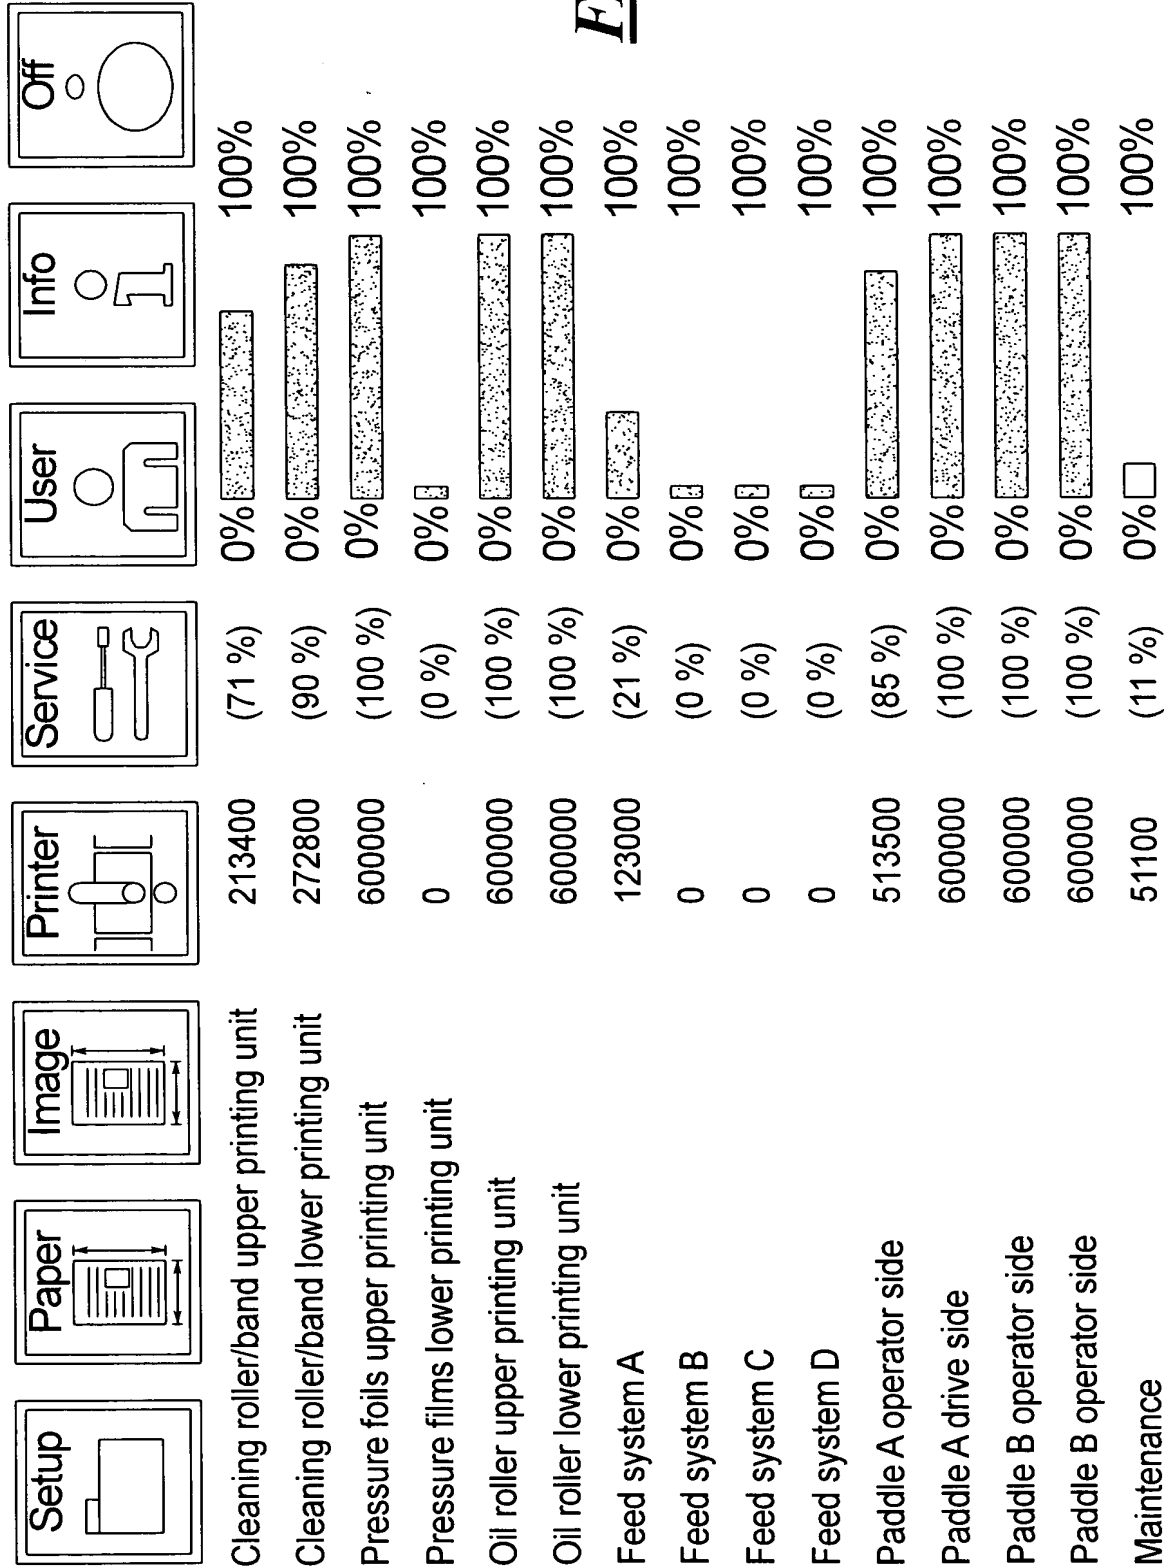 Setup Paper Image Printer Service User Info Off
Cleaning roller/band upper printing unit 213400 (71 %) 0% 100%
Cleaning roller/band lower printing unit 272800 (90 %) 0% 100%
Pressure foils upper printing unit 600000 (100 %) 0% 100%
Pressure films lower printing unit 0 (0 %) 0% 100%
Oil roller upper printing unit 600000 (100 %) 0% 100%
Oil roller lower printing unit 600000 (100 %) 0% 100%
Feed system A 123000 (21 %) 0% 100%
Feed system B 0 (0 %) 0% 100%
Feed system C 0 (0 %) 0% 100%
Feed system D 0 (0 %) 0% 100%
Paddle A operator side 513500 (85 %) 0% 100%
Paddle A drive side 600000 (100 %) 0% 100%
Paddle B operator side 600000 (100 %) 0% 100%
Paddle B operator side 600000 (100 %) 0% 100%
Maintenance 51100 (11 %) 0% 100%